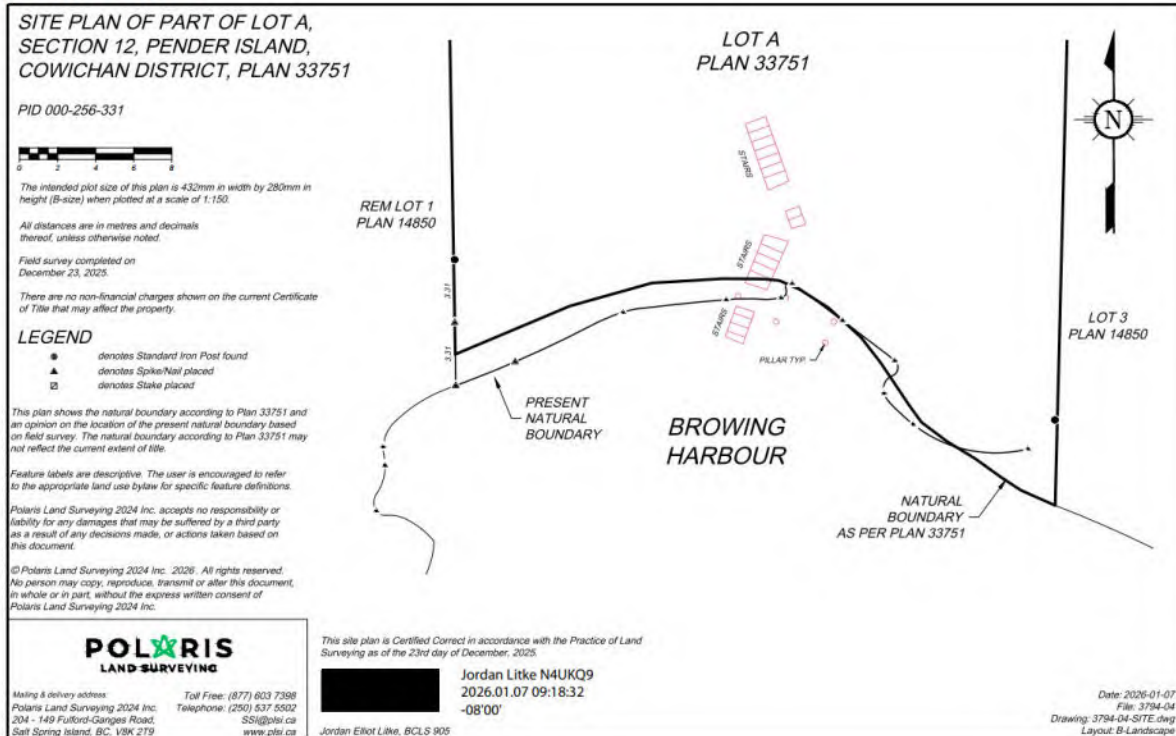 SITE PLAN OF PART OF LOT A,
SECTION 12, PENDER ISLAND,
COWICHAN DISTRICT, PLAN 33751
PID 000-256-331
0 2 4 6 8
The intended plot size of this plan is 432mm in width by 280mm in
height (B-size) when plotted at a scale of 1:150.
All distances are in metres and decimals
thereof, unless otherwise noted.
Field survey completed on
December 23, 2025.
There are no non-financial charges shown on the current Certificate
of Title that may affect the property.
LEGEND
denotes Standard Iron Post found
denotes Spike/Nail placed
denotes Stake placed
This plan shows the natural boundary according to Plan 33751 and
an opinion on the location of the present natural boundary based
on field survey. The natural boundary according to Plan 33751 may
not reflect the current extent of title.
Feature labels are descriptive. The user is encouraged to refer
to the appropriate land use bylaw for specific feature definitions.
Polaris Land Surveying 2024 Inc. accepts no responsibility or
liability for any damages that may be suffered by a third party
as a result of any decisions made, or actions taken based on
this document.
© Polaris Land Surveying 2024 Inc. 2026. All rights reserved.
No person may copy, reproduce, transmit or alter this document,
in whole or in part, without the express written consent of
Polaris Land Surveying 2024 Inc.
POLARIS
LAND SURVEYING
Mailing & delivery address:
Polaris Land Surveying 2024 Inc.
204 - 149 Fulford-Ganges Road,
Salt Spring Island, BC, V8K 2T9
Toll Free: (877) 603 7398
Telephone: (250) 537 5502
SSI@plsi.ca
www.plsi.ca
LOT A
PLAN 33751
N
REM LOT 1
PLAN 14850
STAIRS
STAIRS
STAIRS
3.31
3.31
LOT 3
PLAN 14850
PILLAR TYP.
PRESENT
NATURAL
BOUNDARY
BROWING
HARBOUR
NATURAL
BOUNDARY
AS PER PLAN 33751
This site plan is Certified Correct in accordance with the Practice of Land
Surveying as of the 23rd day of December, 2025.
Jordan Litke N4UKQ9
2026.01.07 09:18:32
-08'00'
Jordan Elliot Litke, BCLS 905
Date: 2026-01-07
File: 3794-04
Drawing: 3794-04-SITE.dwg
Layout: B-Landscape